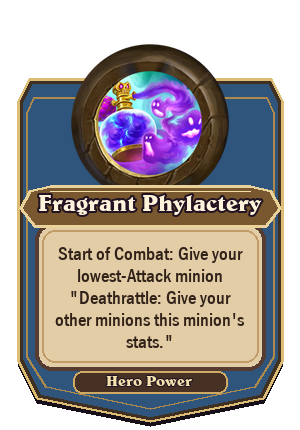 Fragrant Phylactery
Start of Combat: Give your
lowest-Attack minion
"Deathrattle: Give your
other minions this minion's
stats."
Hero Power